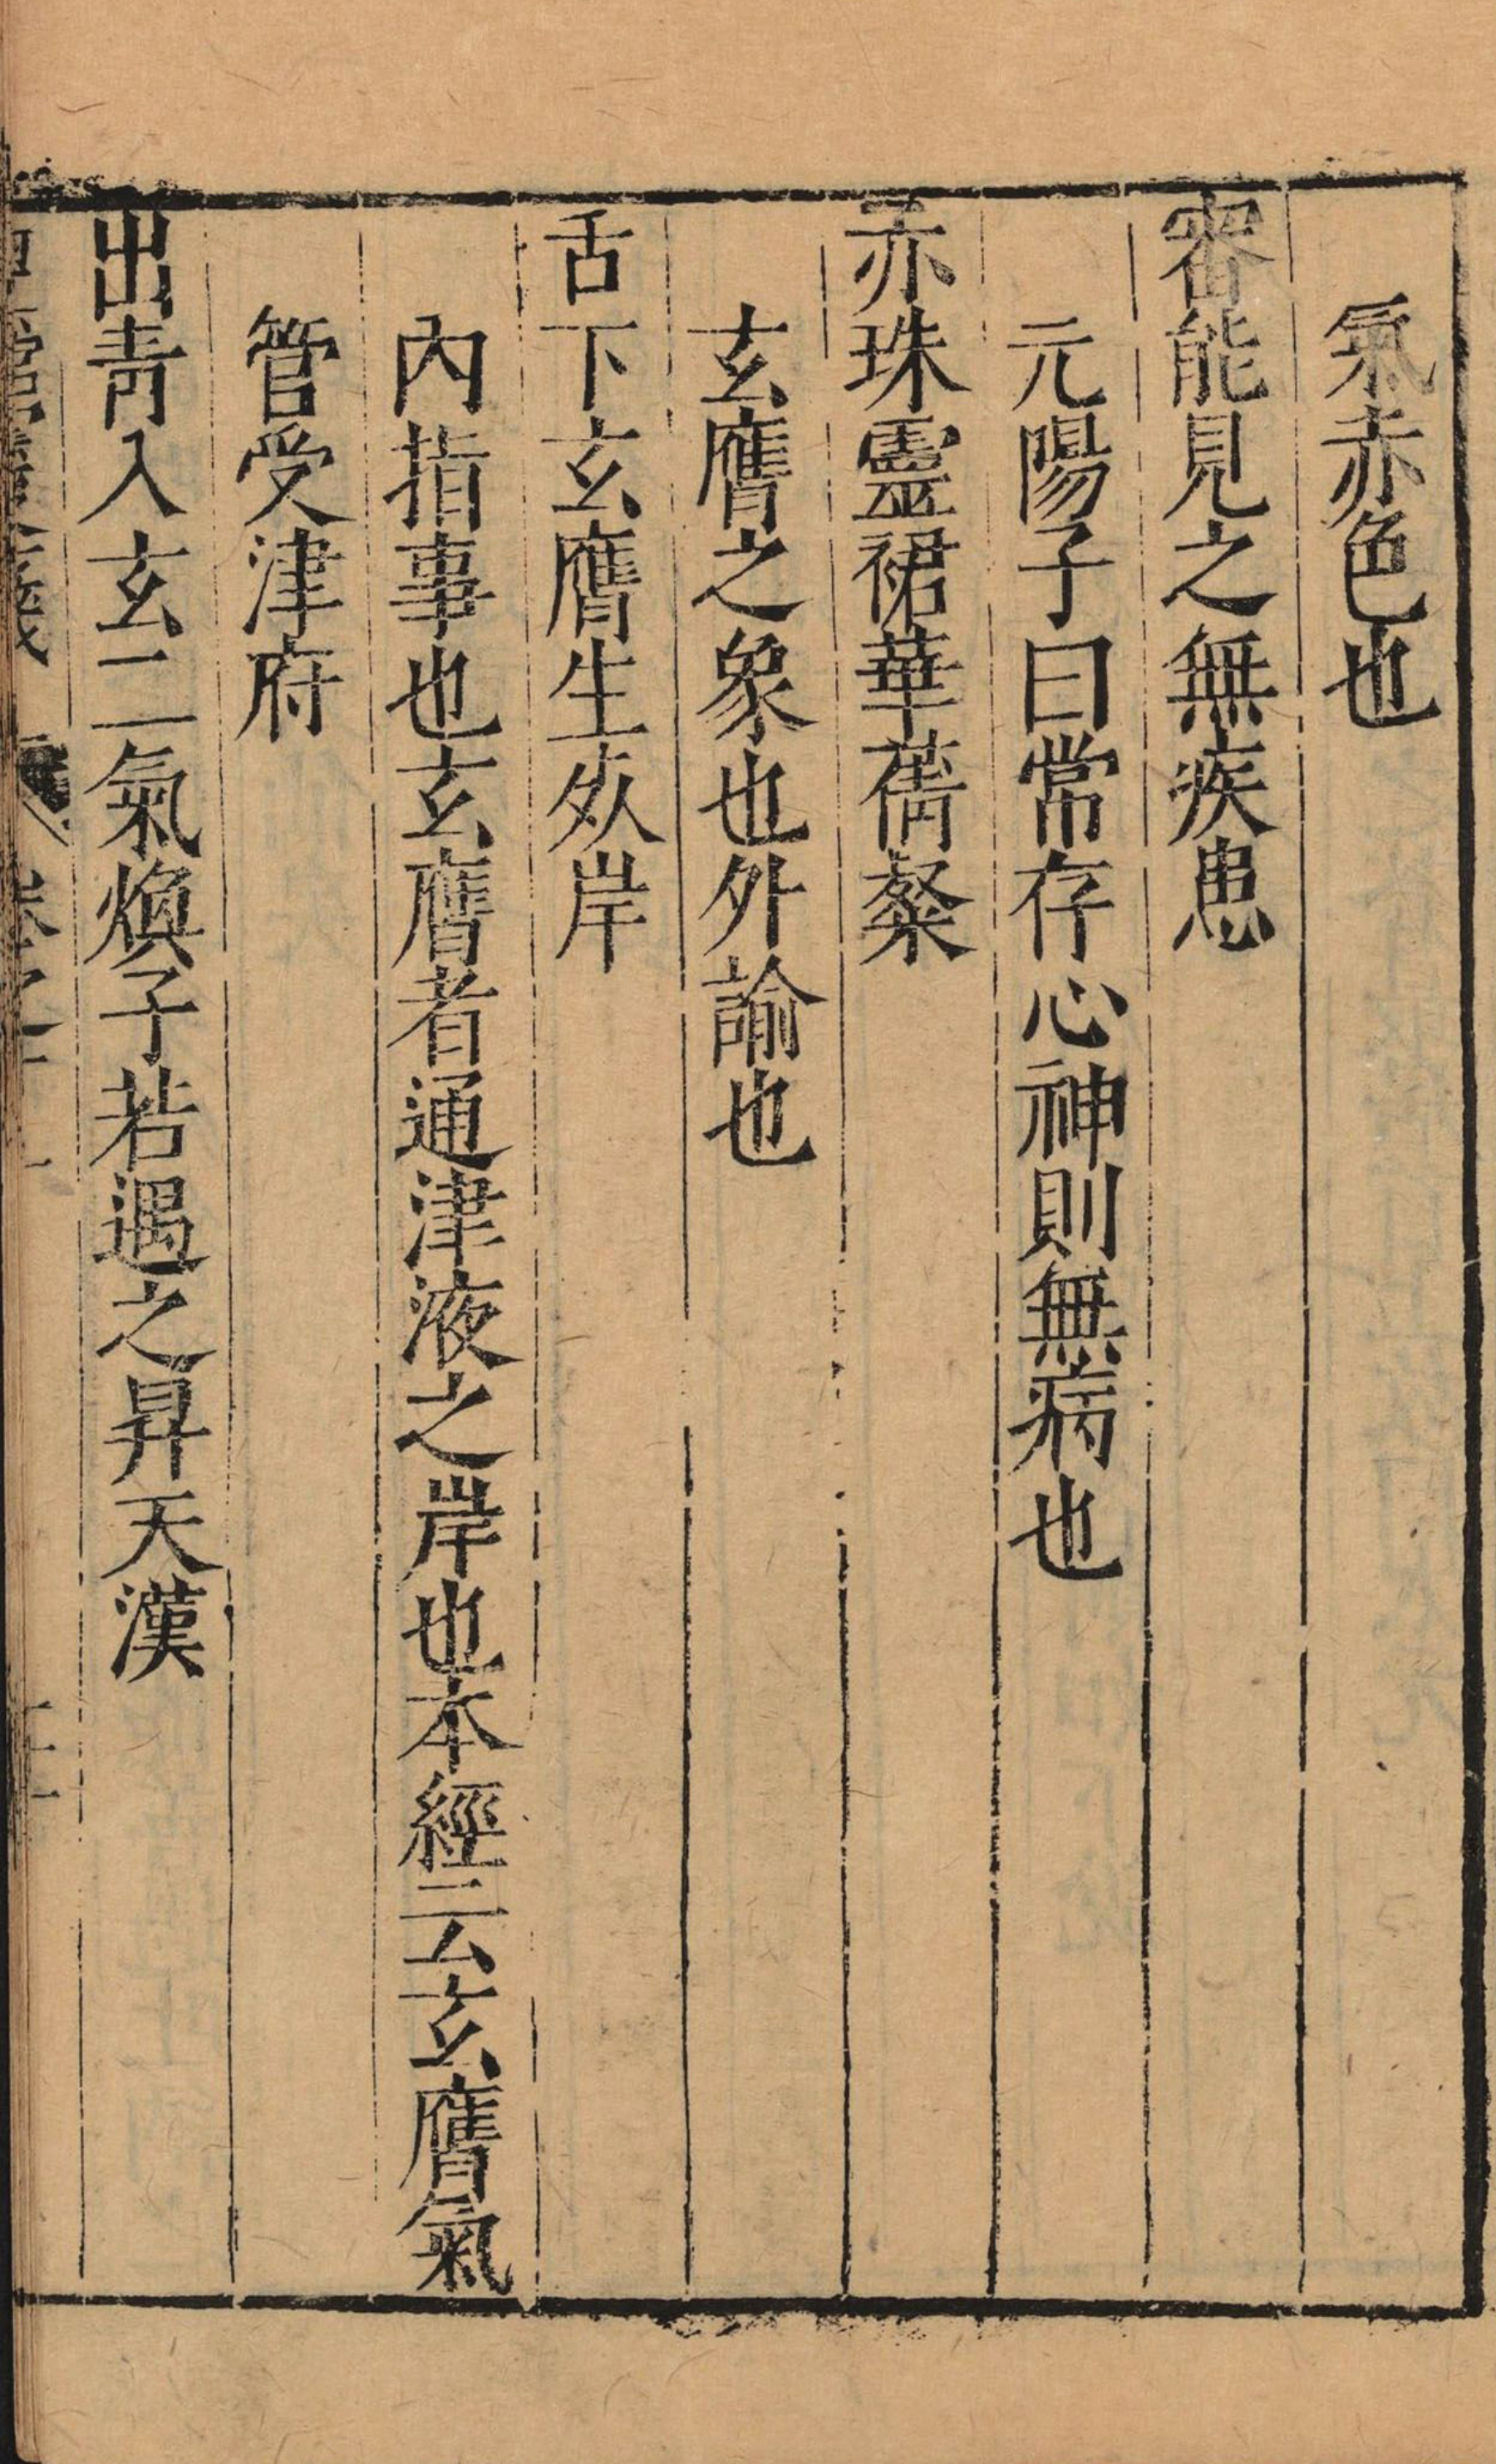 氣赤色也
審能見之無疾患
元陽子曰常存心神則無病也
赤珠靈裙華蒨粲
玄膺之象也外諭也
舌下玄膺生死岸
內指事也玄膺者通津液之岸也本經云玄膺氣
管受津府
出青入玄二氣煥子若遇之昇天漢